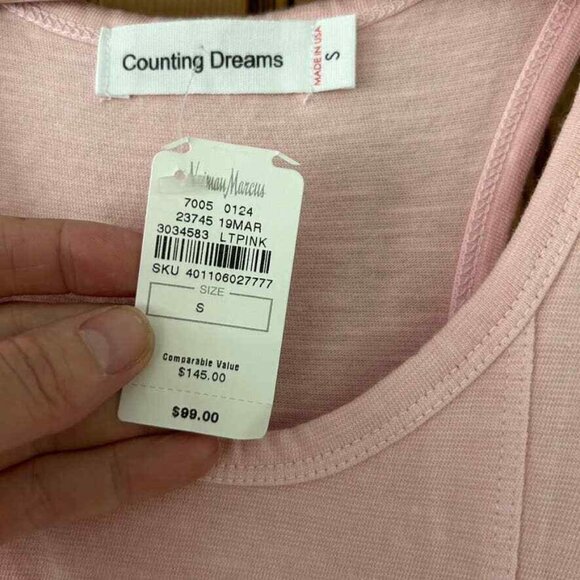 Counting Dreams
MADE IN USA
S
Neiman Marcus
7005 0124
23745 19MAR
3034583 LTPINK
SKU 401106027777
SIZE
S
Comparable Value
$145.00
$99.00